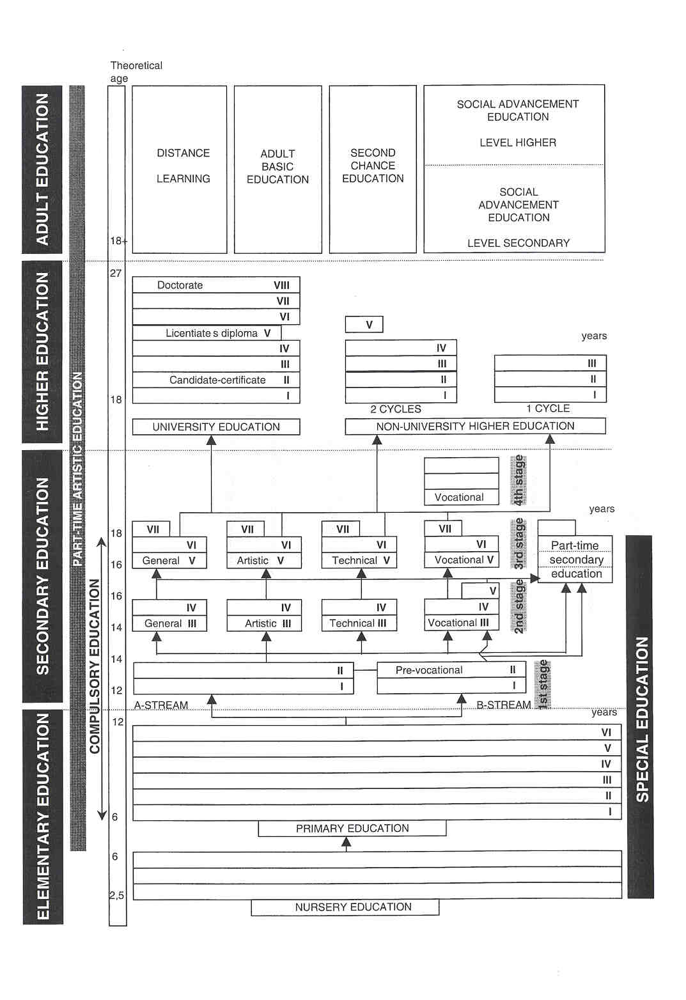 Theoretical
age
ADULT EDUCATION
HIGHER EDUCATION
SECONDARY EDUCATION
ELEMENTARY EDUCATION
PART-TIME ARTISTIC EDUCATION
COMPULSORY EDUCATION
SPECIAL EDUCATION
DISTANCE
LEARNING
ADULT
BASIC
EDUCATION
SECOND
CHANCE
EDUCATION
SOCIAL ADVANCEMENT
EDUCATION
LEVEL HIGHER
SOCIAL
ADVANCEMENT
EDUCATION
LEVEL SECONDARY
18+
27
Doctorate VIII
VII
VI
Licentiate s diploma V
IV
III
Candidate-certificate II
I
18
UNIVERSITY EDUCATION
V
IV
III
II
I
2 CYCLES
years
III
II
I
1 CYCLE
NON-UNIVERSITY HIGHER EDUCATION
Vocational
4th stage
years
18
VII
VI
General V
VII
VI
Artistic V
VII
VI
Technical V
VII
VI
Vocational V
3rd stage
Part-time
secondary
education
16
16
IV
General III
IV
Artistic III
IV
Technical III
V
IV
Vocational III
2nd stage
14
14
II
I
Pre-vocational II
I
1st stage
12
A-STREAM
B-STREAM
years
12
VI
V
IV
III
II
I
6
PRIMARY EDUCATION
6
2,5
NURSERY EDUCATION